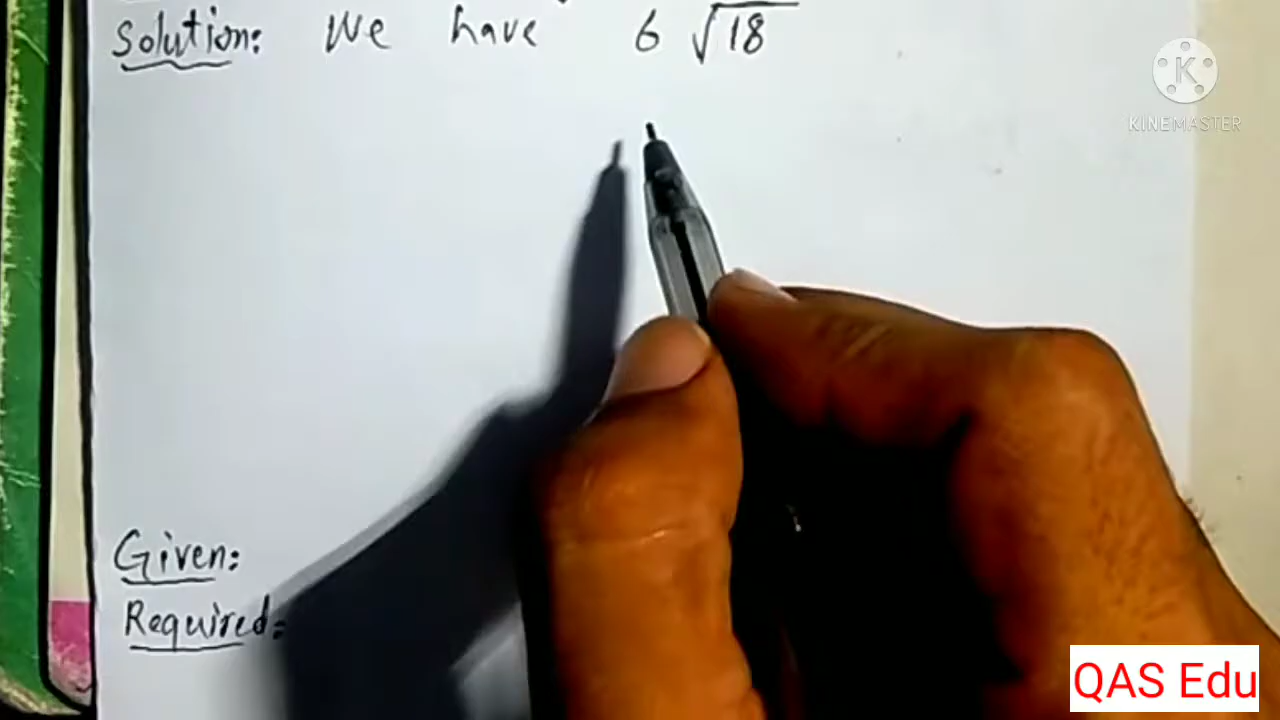 Solution: We have 6 √18
KINEMASTER
Given:
Required:
QAS Edu